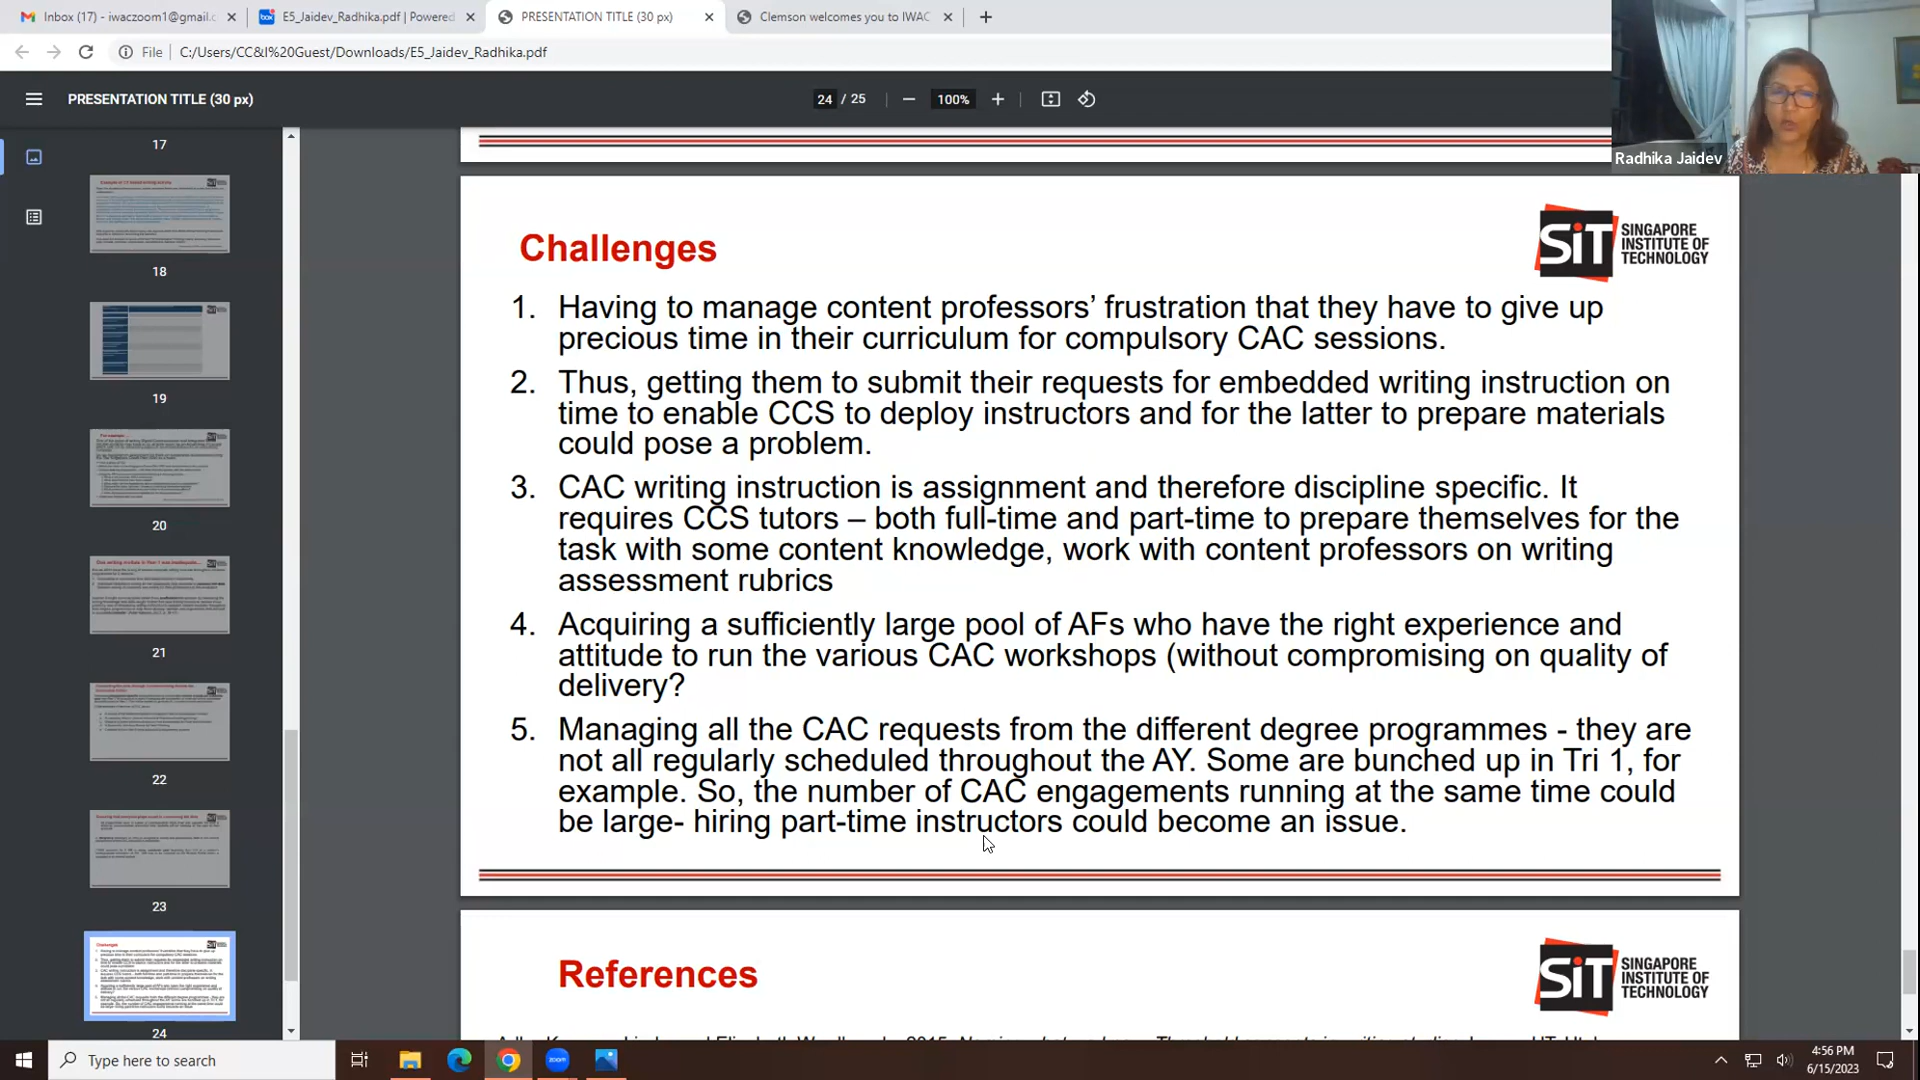 Inbox (17) - iwaczoom1@gmail.c
E5_Jaidev_Radhika.pdf | Powered
PRESENTATION TITLE (30 px)
Clemson welcomes you to IWAC
File
C:/Users/CC&I%20Guest/Downloads/E5_Jaidev_Radhika.pdf
PRESENTATION TITLE (30 px)
24 / 25
100%
Radhika Jaidev
17
18
19
20
21
22
23
24
Challenges
SiT SINGAPORE
INSTITUTE OF
TECHNOLOGY
1. Having to manage content professors’ frustration that they have to give up
precious time in their curriculum for compulsory CAC sessions.
2. Thus, getting them to submit their requests for embedded writing instruction on
time to enable CCS to deploy instructors and for the latter to prepare materials
could pose a problem.
3. CAC writing instruction is assignment and therefore discipline specific. It
requires CCS tutors – both full-time and part-time to prepare themselves for the
task with some content knowledge, work with content professors on writing
assessment rubrics
4. Acquiring a sufficiently large pool of AFs who have the right experience and
attitude to run the various CAC workshops (without compromising on quality of
delivery?
5. Managing all the CAC requests from the different degree programmes - they are
not all regularly scheduled throughout the AY. Some are bunched up in Tri 1, for
example. So, the number of CAC engagements running at the same time could
be large- hiring part-time instructors could become an issue.
References
SiT SINGAPORE
INSTITUTE OF
TECHNOLOGY
Type here to search
zoom
4:56 PM
6/15/2023